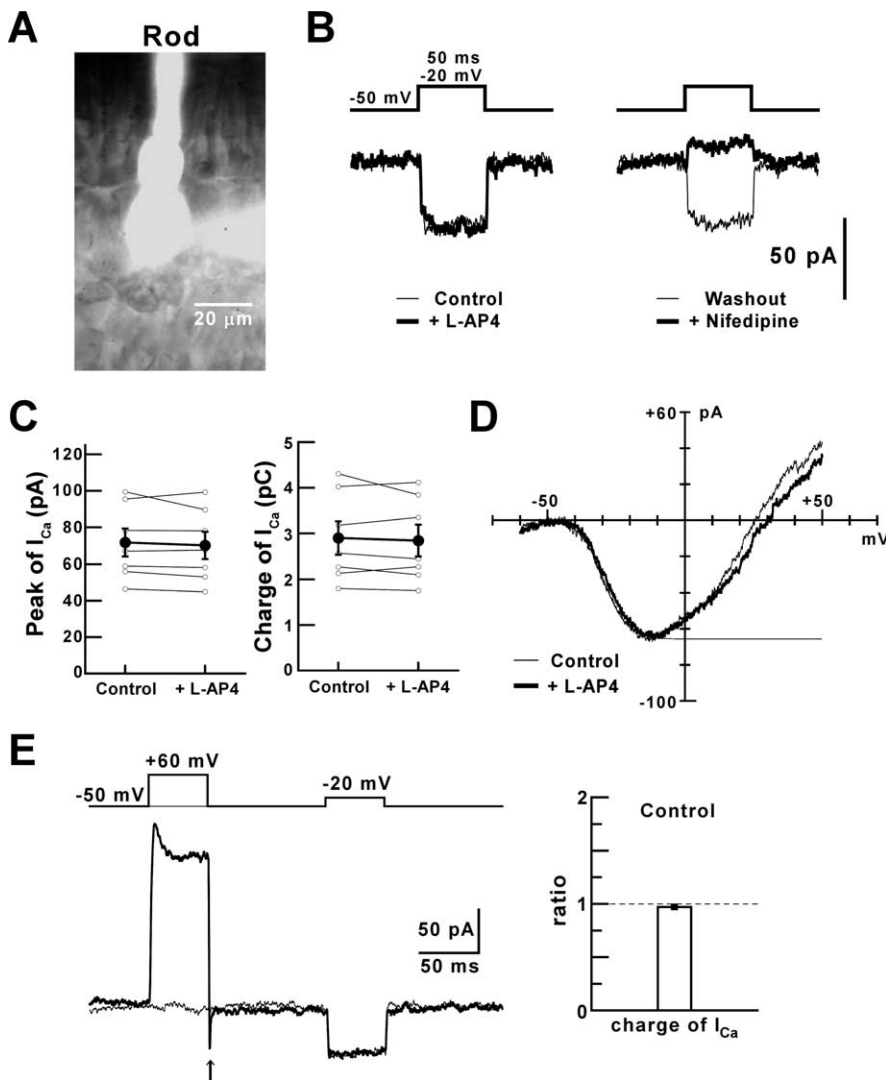 A
Rod
20 μm
B
50 ms
-20 mV
-50 mV
50 pA
Control
+ L-AP4
Washout
+ Nifedipine
C
Peak of I_Ca (pA)
120
100
80
60
40
20
0
Control
+ L-AP4
Charge of I_Ca (pC)
5
4
3
2
1
0
Control
+ L-AP4
D
+60
pA
-50
+50
mV
Control
+ L-AP4
-100
E
+60 mV
-50 mV
-20 mV
50 pA
50 ms
↑
Control
ratio
2
1
0
charge of I_Ca